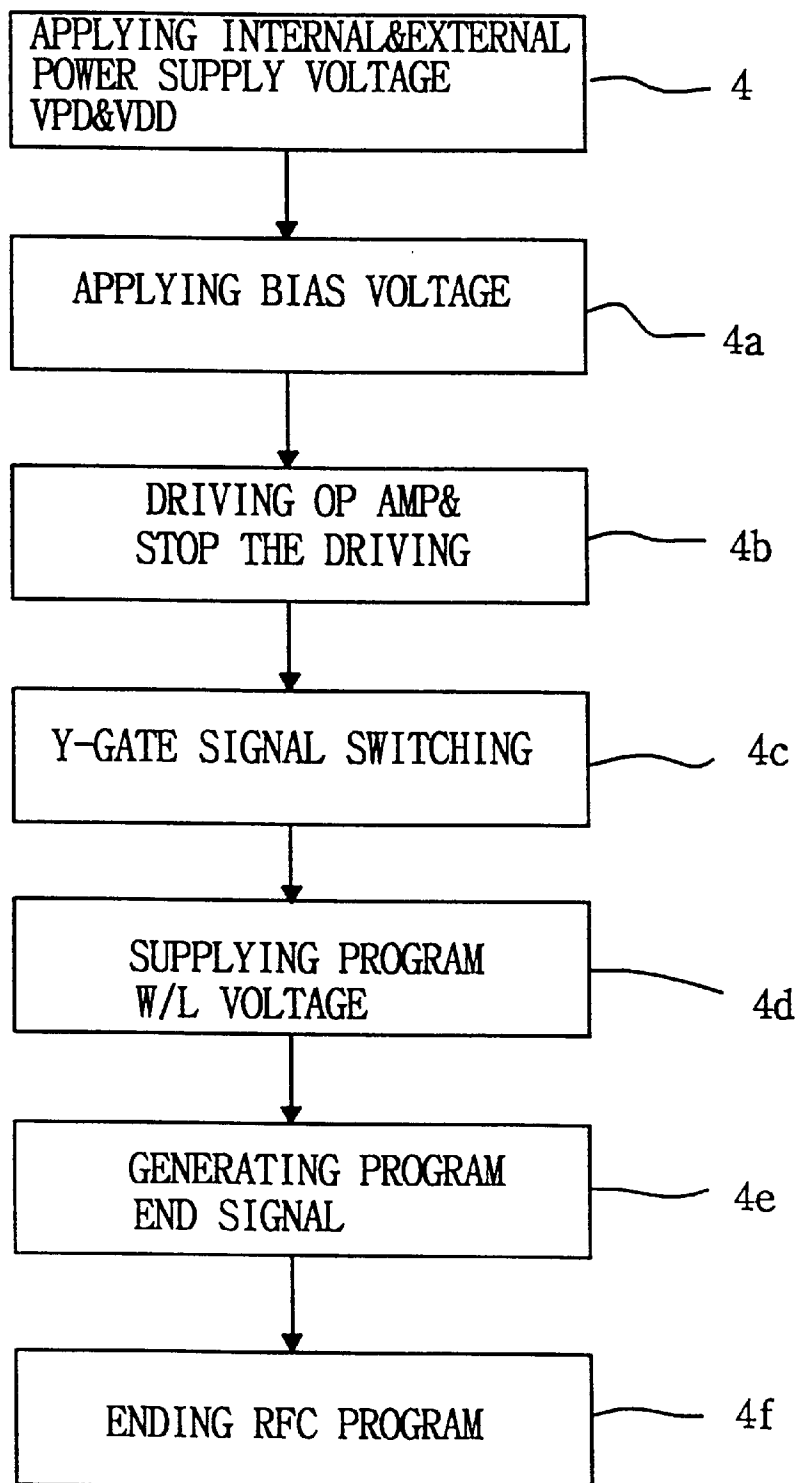 APPLYING INTERNAL&EXTERNAL
POWER SUPPLY VOLTAGE
VPD&VDD
4
APPLYING BIAS VOLTAGE
4a
DRIVING OP AMP&
STOP THE DRIVING
4b
Y-GATE SIGNAL SWITCHING
4c
SUPPLYING PROGRAM
W/L VOLTAGE
4d
GENERATING PROGRAM
END SIGNAL
4e
ENDING RFC PROGRAM
4f